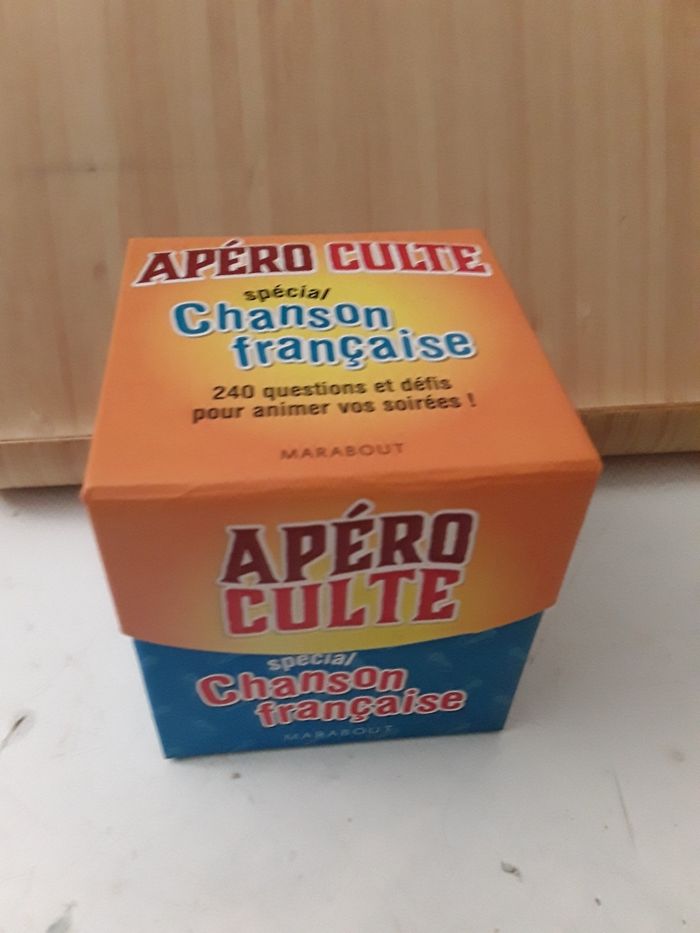 APÉRO CULTE
spécial
Chanson
française
240 questions et défis
pour animer vos soirées !
MARABOUT
APÉRO
CULTE
spécial
Chanson
française
MARABOUT